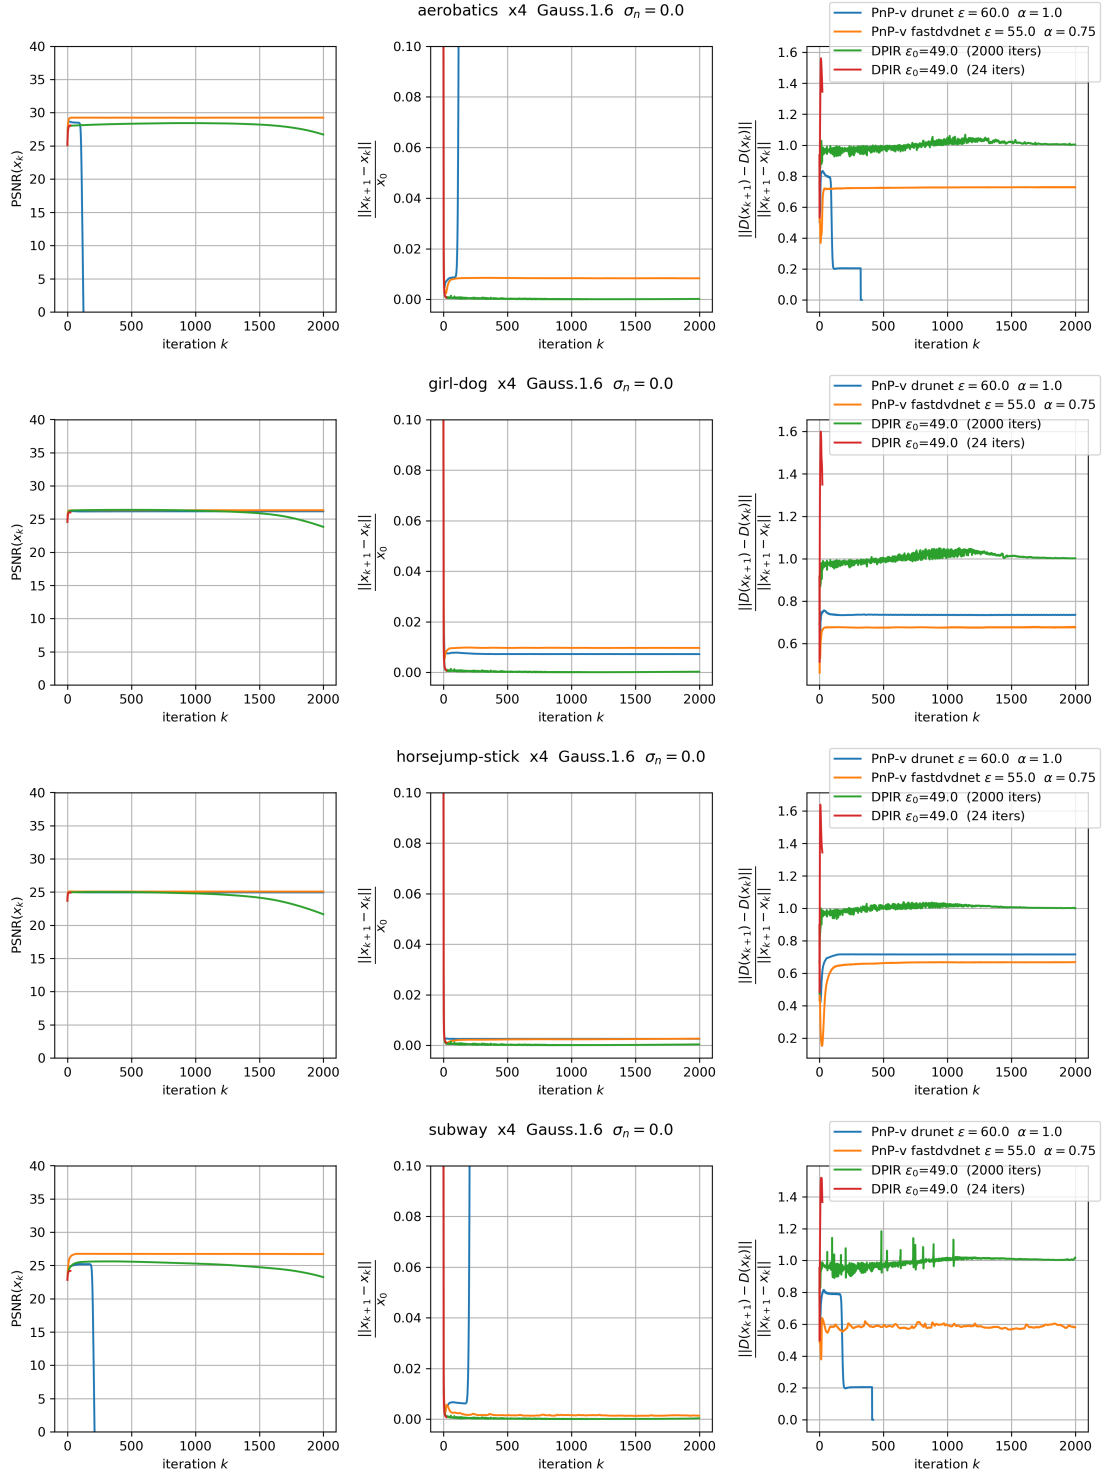 aerobatics x4 Gauss.1.6 σₙ = 0.0
PnP-v drunet ε = 60.0 α = 1.0
PnP-v fastdvdnet ε = 55.0 α = 0.75
DPIR ε₀=49.0 (2000 iters)
DPIR ε₀=49.0 (24 iters)
PSNR(xₖ)
40
35
30
25
20
15
10
5
0
0 500 1000 1500 2000
iteration k
||xₖ₊₁ − xₖ||
x₀
0.10
0.08
0.06
0.04
0.02
0.00
0 500 1000 1500 2000
iteration k
||D(xₖ₊₁) − D(xₖ)||
||xₖ₊₁ − xₖ||
1.6
1.4
1.2
1.0
0.8
0.6
0.4
0.2
0.0
0 500 1000 1500 2000
iteration k
girl-dog x4 Gauss.1.6 σₙ = 0.0
PnP-v drunet ε = 60.0 α = 1.0
PnP-v fastdvdnet ε = 55.0 α = 0.75
DPIR ε₀=49.0 (2000 iters)
DPIR ε₀=49.0 (24 iters)
PSNR(xₖ)
40
35
30
25
20
15
10
5
0
0 500 1000 1500 2000
iteration k
||xₖ₊₁ − xₖ||
x₀
0.10
0.08
0.06
0.04
0.02
0.00
0 500 1000 1500 2000
iteration k
||D(xₖ₊₁) − D(xₖ)||
||xₖ₊₁ − xₖ||
1.6
1.4
1.2
1.0
0.8
0.6
0 500 1000 1500 2000
iteration k
horsejump-stick x4 Gauss.1.6 σₙ = 0.0
PnP-v drunet ε = 60.0 α = 1.0
PnP-v fastdvdnet ε = 55.0 α = 0.75
DPIR ε₀=49.0 (2000 iters)
DPIR ε₀=49.0 (24 iters)
PSNR(xₖ)
40
35
30
25
20
15
10
5
0
0 500 1000 1500 2000
iteration k
||xₖ₊₁ − xₖ||
x₀
0.10
0.08
0.06
0.04
0.02
0.00
0 500 1000 1500 2000
iteration k
||D(xₖ₊₁) − D(xₖ)||
||xₖ₊₁ − xₖ||
1.6
1.4
1.2
1.0
0.8
0.6
0.4
0.2
0 500 1000 1500 2000
iteration k
subway x4 Gauss.1.6 σₙ = 0.0
PnP-v drunet ε = 60.0 α = 1.0
PnP-v fastdvdnet ε = 55.0 α = 0.75
DPIR ε₀=49.0 (2000 iters)
DPIR ε₀=49.0 (24 iters)
PSNR(xₖ)
40
35
30
25
20
15
10
5
0
0 500 1000 1500 2000
iteration k
||xₖ₊₁ − xₖ||
x₀
0.10
0.08
0.06
0.04
0.02
0.00
0 500 1000 1500 2000
iteration k
||D(xₖ₊₁) − D(xₖ)||
||xₖ₊₁ − xₖ||
1.4
1.2
1.0
0.8
0.6
0.4
0.2
0.0
0 500 1000 1500 2000
iteration k